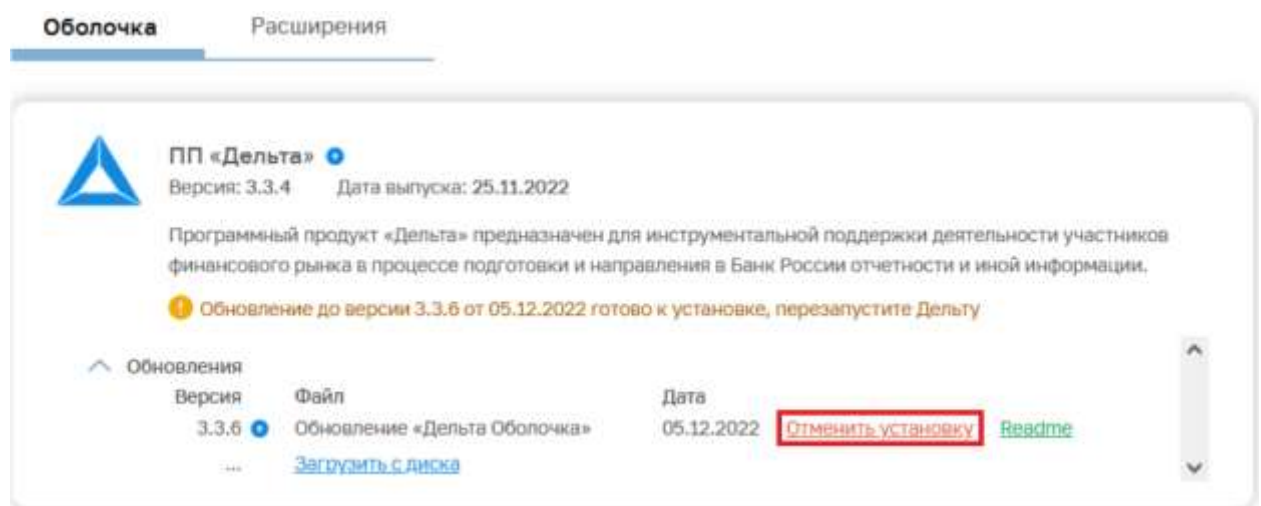 Оболочка Расширения
ПП «Дельта»
Версия: 3.3.4 Дата выпуска: 25.11.2022
Программный продукт «Дельта» предназначен для инструментальной поддержки деятельности участников
финансового рынка в процессе подготовки и направления в Банк России отчетности и иной информации.
Обновление до версии 3.3.6 от 05.12.2022 готово к установке, перезапустите Дельту
Обновления
Версия Файл Дата
3.3.6 Обновление «Дельта Оболочка» 05.12.2022 Отменить установку Readme
... Загрузить с диска